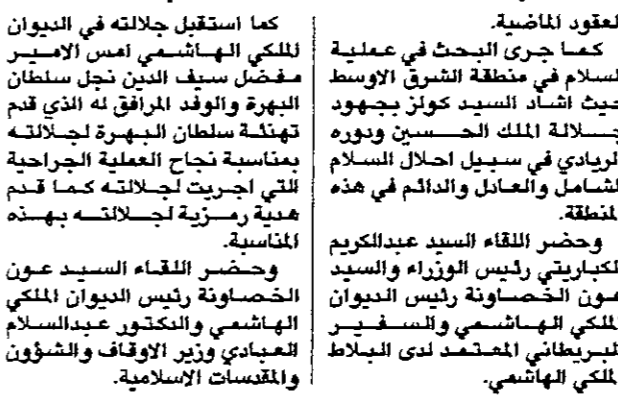 لعقود الماضية.
كما جرى البحث في عملية
لسلام في منطقة الشرق الاوسط
حيث اشاد السيد كولز بجهود
جلالة الملك الحسين ودوره
لريادي في سبيل احلال السلام
لشامل والعادل والدائم في هذه
لمنطقة.
وحضر اللقاء السيد عبدالكريم
لكباريتي رئيس الوزراء والسيد
عون الخصاونة رئيس الديوان
لملكي الهاشمي والسفير
لبريطاني المعتمد لدى البلاط
لملكي الهاشمي.
كما استقبل جلالته في الديوان
الملكي الهاشمي امس الامير
مفضل سيف الدين نجل سلطان
البهرة والوفد المرافق له الذي قدم
تهنئة سلطان البهرة لجلالته
بمناسبة نجاح العملية الجراحية
التي اجريت لجلالته كما قدم
هدية رمزية لجلالته بهذه
المناسبة.
وحضر اللقاء السيد عون
الخصاونة رئيس الديوان الملكي
الهاشمي والدكتور عبدالسلام
العبادي وزير الاوقاف والشؤون
والمقدسات الاسلامية.